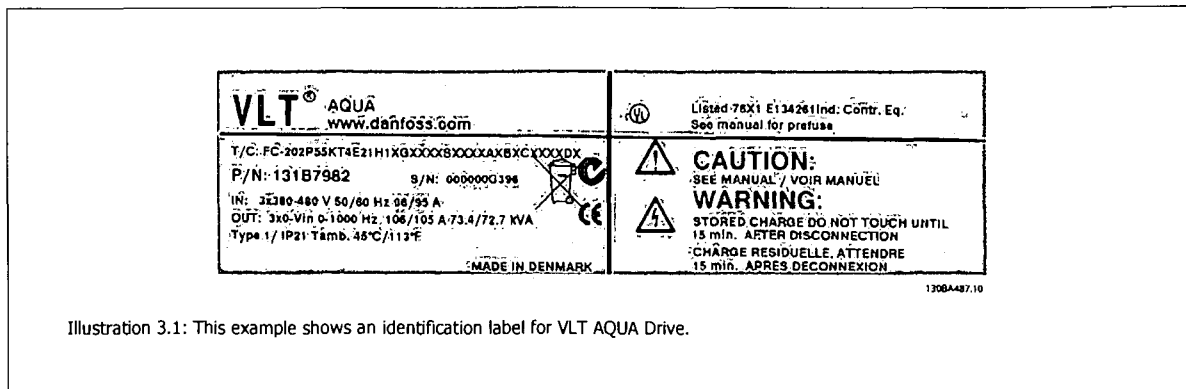 VLT® AQUA
www.danfoss.com
T/C: FC-202P55KT4E21H1XGXXXXSXXXXAXBXCXXXXDX
P/N: 131B7982 S/N: 000000G396
IN: 3x380-480 V 50/60 Hz 96/95 A
OUT: 3x0-Vin 0-1000 Hz, 106/105 A 73.4/72.7 kVA
Type 1/ IP21 Tamb. 45°C/113°F
MADE IN DENMARK
UL
Listed 76X1 E134261 Ind. Contr. Eq.
See manual for prefuse
CAUTION:
SEE MANUAL / VOIR MANUEL
WARNING:
STORED CHARGE DO NOT TOUCH UNTIL
15 min. AFTER DISCONNECTION
CHARGE RESIDUELLE, ATTENDRE
15 min. APRES DECONNEXION
130BA487.10
Illustration 3.1: This example shows an identification label for VLT AQUA Drive.